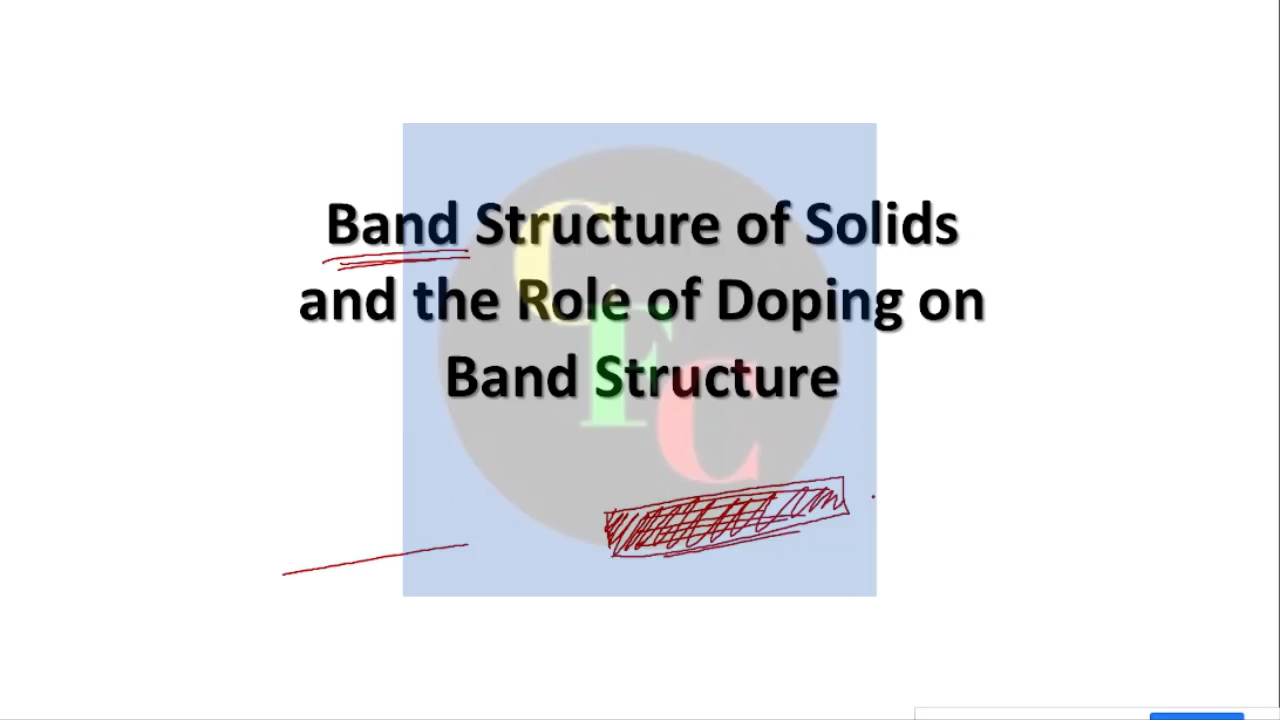 Band Structure of Solids
and the Role of Doping on
Band Structure
C
F
C